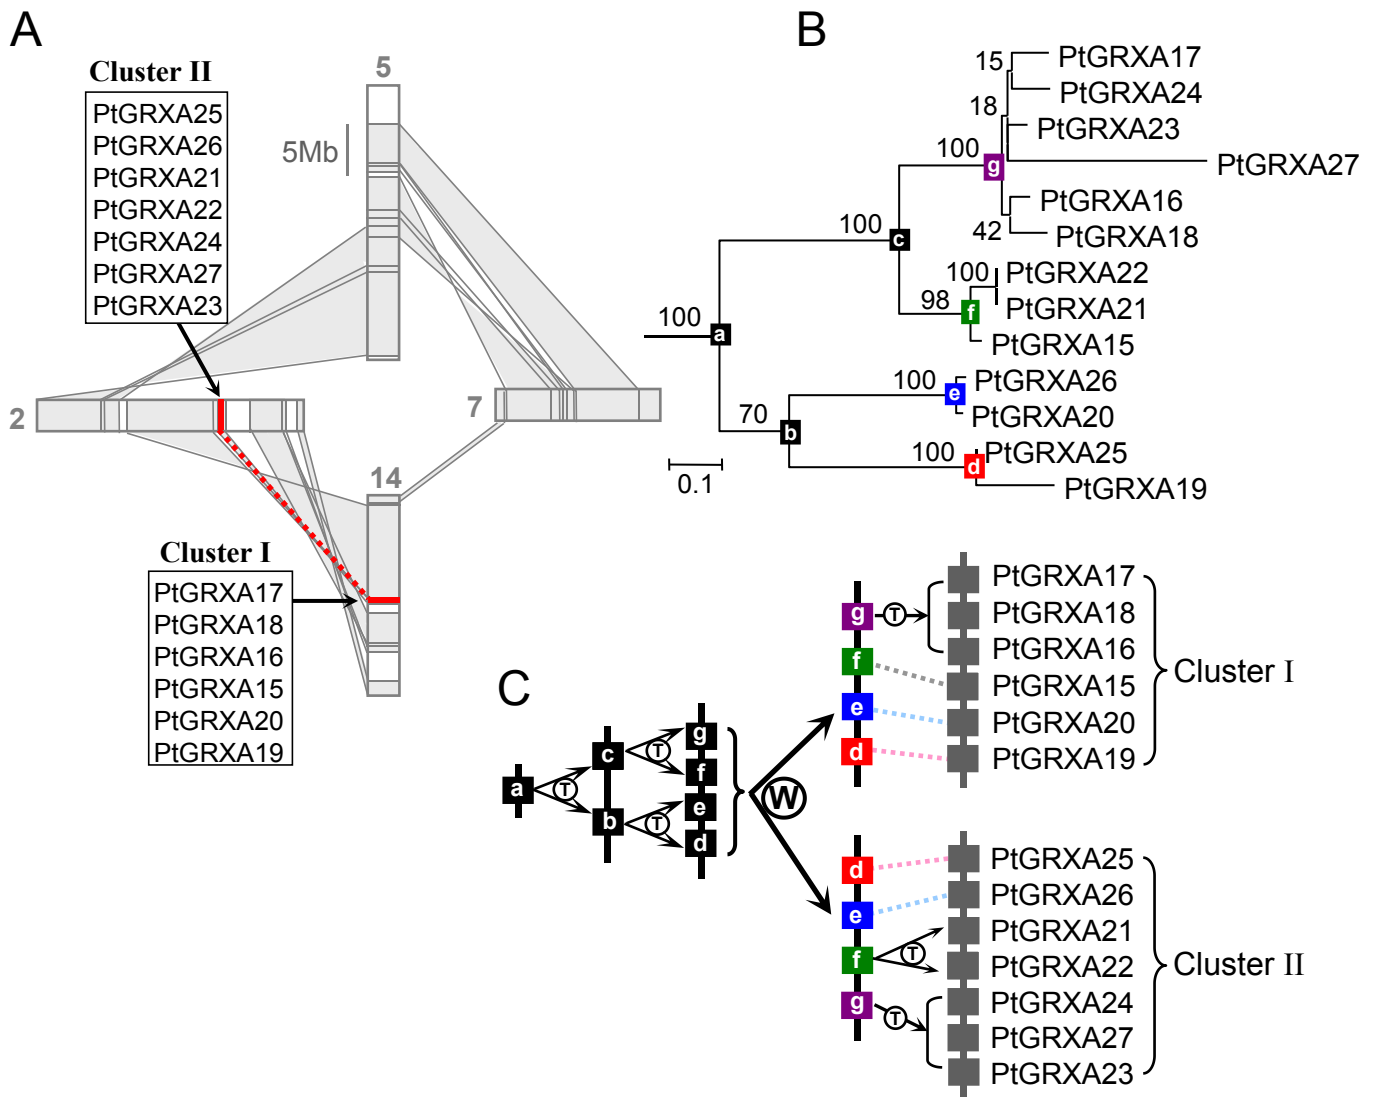 A
Cluster II
PtGRXA25
PtGRXA26
PtGRXA21
PtGRXA22
PtGRXA24
PtGRXA27
PtGRXA23
5
5Mb
2
7
14
Cluster I
PtGRXA17
PtGRXA18
PtGRXA16
PtGRXA15
PtGRXA20
PtGRXA19
B
15
PtGRXA17
PtGRXA24
18
PtGRXA23
100
g
PtGRXA27
PtGRXA16
42
PtGRXA18
100
c
100
PtGRXA22
98
f
PtGRXA21
PtGRXA15
100
a
100
e
PtGRXA26
PtGRXA20
70
b
100
d
PtGRXA25
PtGRXA19
0.1
C
a
T
c
b
T
T
g
f
e
d
W
g
T
f
e
d
PtGRXA17
PtGRXA18
PtGRXA16
PtGRXA15
PtGRXA20
PtGRXA19
Cluster I
d
e
f
T
g
T
PtGRXA25
PtGRXA26
PtGRXA21
PtGRXA22
PtGRXA24
PtGRXA27
PtGRXA23
Cluster II